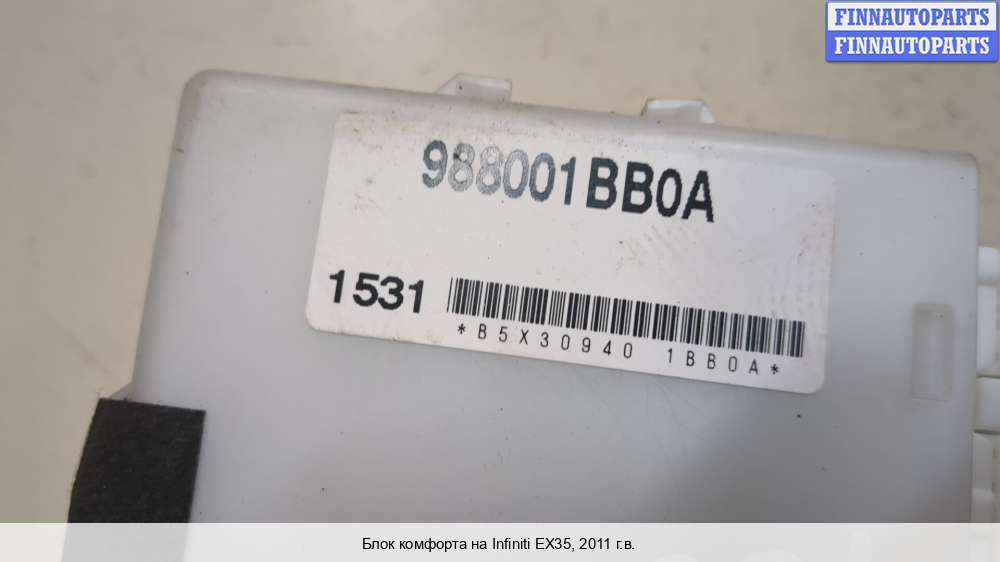 FINNAUTOPARTS
FINNAUTOPARTS
988001BB0A
1531
*B5X30940 1BB0A*
Блок комфорта на Infiniti EX35, 2011 г.в.